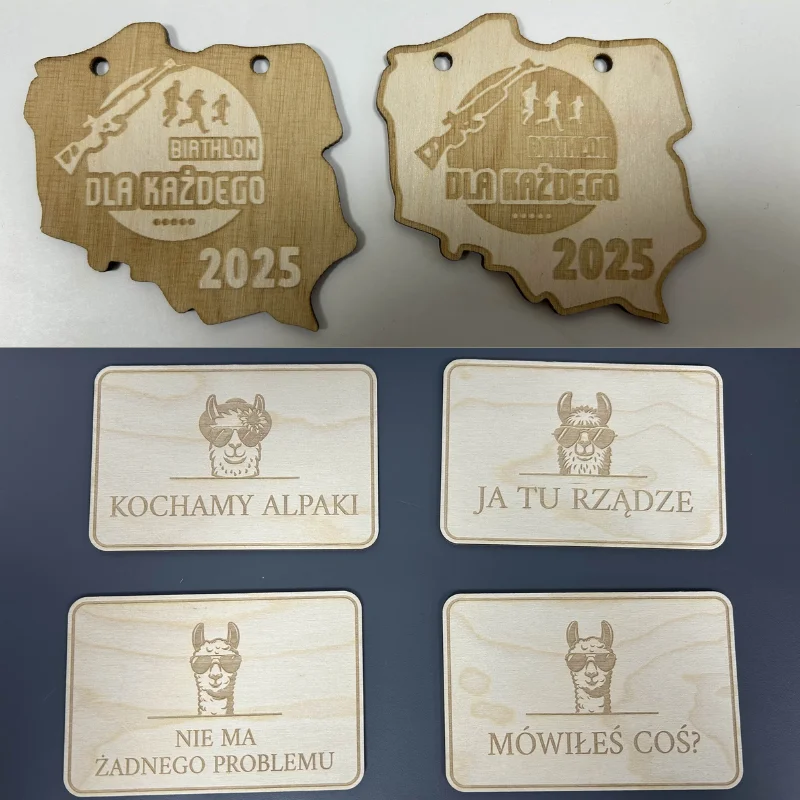 BIATHLON
DLA KAŻDEGO
2025
BIATHLON
DLA KAŻDEGO
2025
KOCHAMY ALPAKI
JA TU RZĄDZE
NIE MA
ŻADNEGO PROBLEMU
MÓWIŁEŚ COŚ?